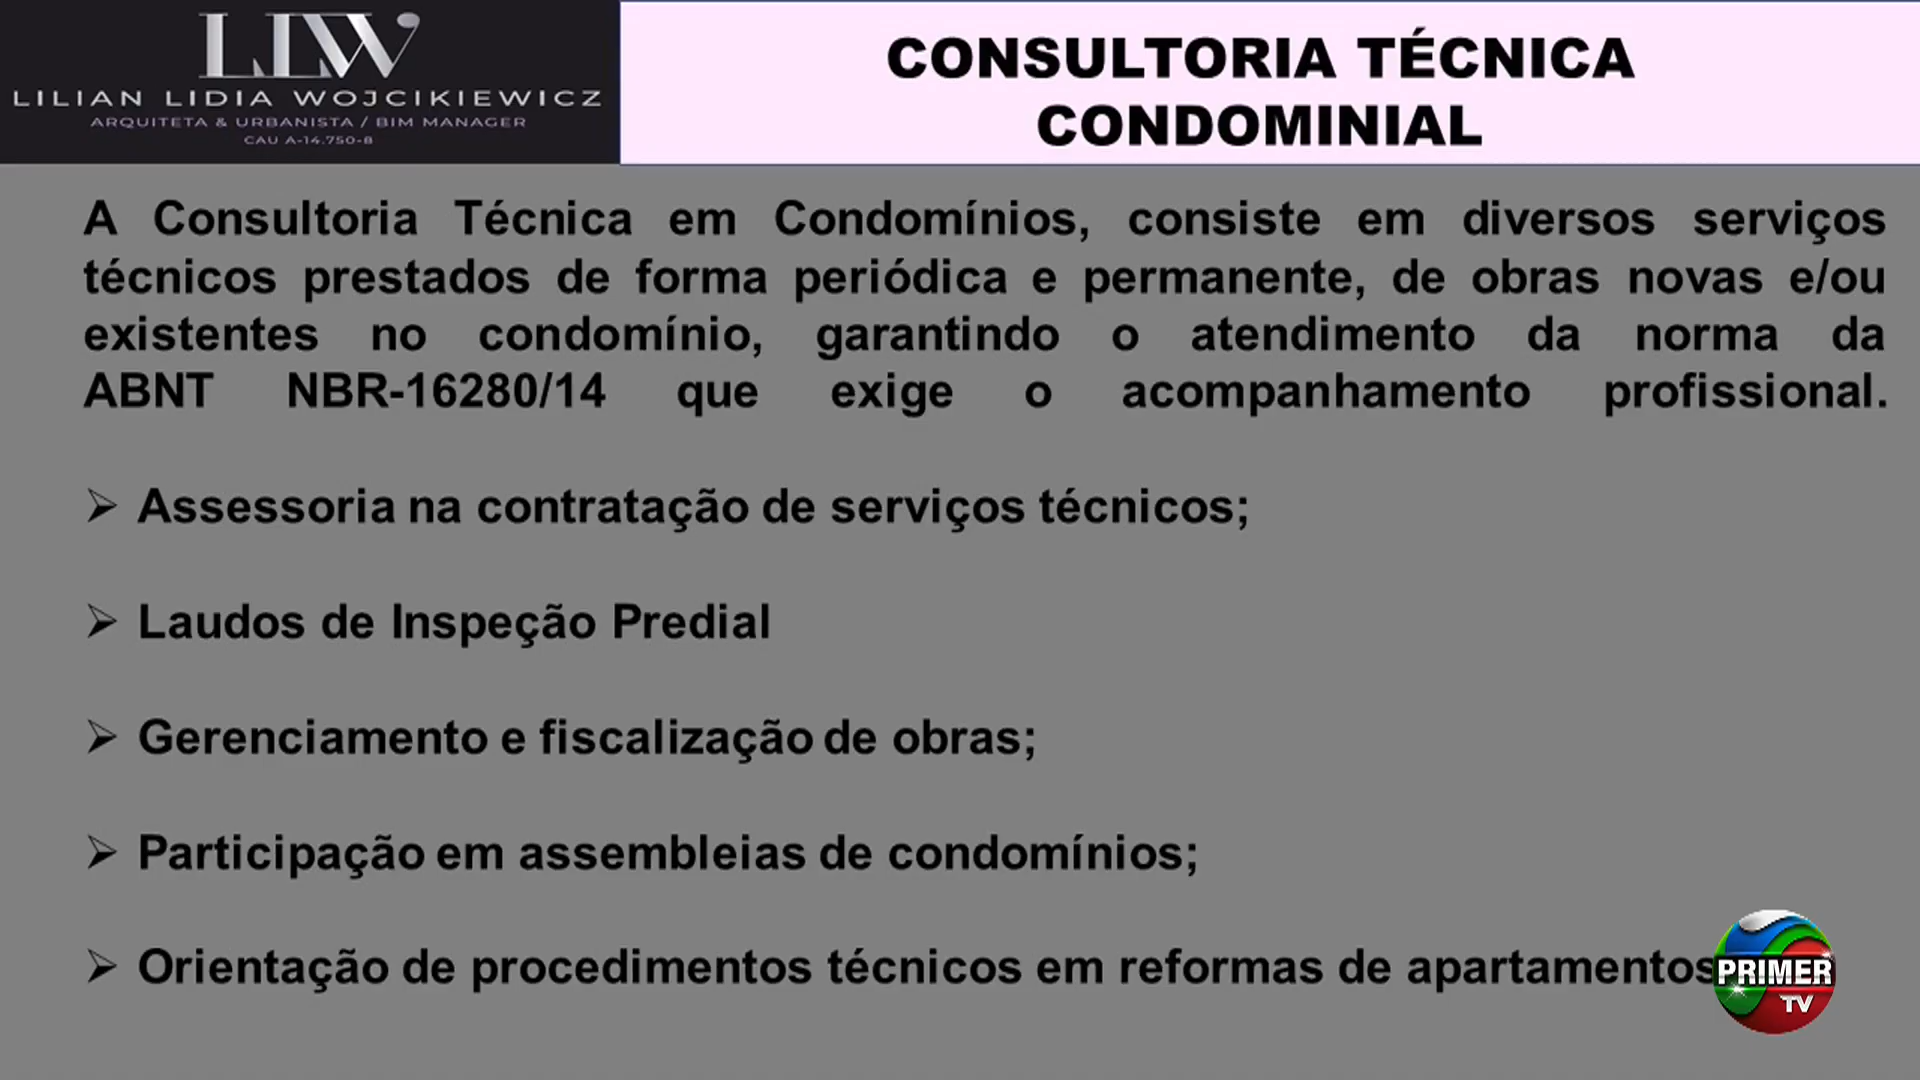 LLW
LILIAN LIDIA WOJCIKIEWICZ
ARQUITETA & URBANISTA / BIM MANAGER
CAU A-14.750-8
CONSULTORIA TÉCNICA
CONDOMINIAL
A Consultoria Técnica em Condomínios, consiste em diversos serviços
técnicos prestados de forma periódica e permanente, de obras novas e/ou
existentes no condomínio, garantindo o atendimento da norma da
ABNT NBR-16280/14 que exige o acompanhamento profissional.
➢ Assessoria na contratação de serviços técnicos;
➢ Laudos de Inspeção Predial
➢ Gerenciamento e fiscalização de obras;
➢ Participação em assembleias de condomínios;
➢ Orientação de procedimentos técnicos em reformas de apartamentos
PRIMER
TV